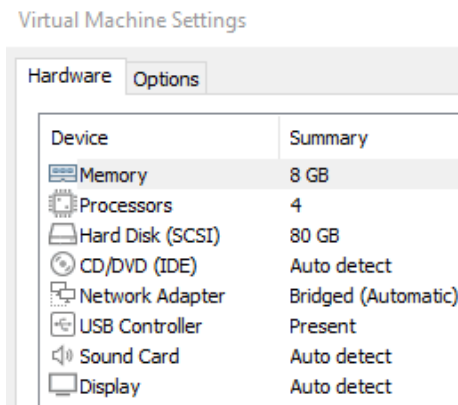 Virtual Machine Settings
Hardware Options
Device Summary
Memory 8 GB
Processors 4
Hard Disk (SCSI) 80 GB
CD/DVD (IDE) Auto detect
Network Adapter Bridged (Automatic)
USB Controller Present
Sound Card Auto detect
Display Auto detect